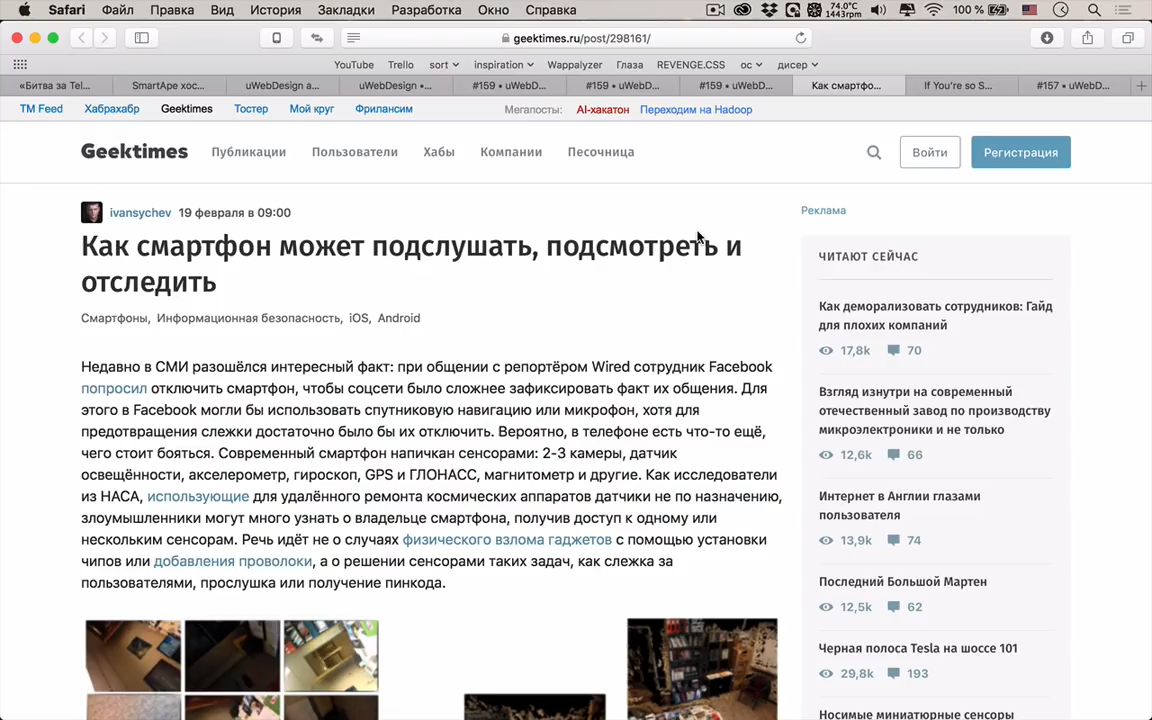 Safari Файл Правка Вид История Закладки Разработка Окно Справка 74.0°C 1443rpm 100 %
geektimes.ru/post/298161/
YouTube Trello sort inspiration Wappalyzer Глаза REVENGE.CSS ос дисер
«Битва за Tel... SmartApe хос... uWebDesign а... uWebDesign •... #159 • uWebD... #159 • uWebD... #159 • uWebD... Как смартфо... If You're so S... #157 • uWebD...
TM Feed Хабрахабр Geektimes Тостер Мой круг Фрилансим Мегапосты: AI-хакатон Переходим на Hadoop
Geektimes Публикации Пользователи Хабы Компании Песочница Войти Регистрация
ivansychev 19 февраля в 09:00
Как смартфон может подслушать, подсмотреть и
отследить
Смартфоны, Информационная безопасность, iOS, Android
Недавно в СМИ разошёлся интересный факт: при общении с репортёром Wired сотрудник Facebook
попросил отключить смартфон, чтобы соцсети было сложнее зафиксировать факт их общения. Для
этого в Facebook могли бы использовать спутниковую навигацию или микрофон, хотя для
предотвращения слежки достаточно было бы их отключить. Вероятно, в телефоне есть что-то ещё,
чего стоит бояться. Современный смартфон напичкан сенсорами: 2-3 камеры, датчик
освещённости, акселерометр, гироскоп, GPS и ГЛОНАСС, магнитометр и другие. Как исследователи
из НАСА, использующие для удалённого ремонта космических аппаратов датчики не по назначению,
злоумышленники могут много узнать о владельце смартфона, получив доступ к одному или
нескольким сенсорам. Речь идёт не о случаях физического взлома гаджетов с помощью установки
чипов или добавления проволоки, а о решении сенсорами таких задач, как слежка за
пользователями, прослушка или получение пинкода.
Реклама
ЧИТАЮТ СЕЙЧАС
Как деморализовать сотрудников: Гайд
для плохих компаний
17,8k 70
Взгляд изнутри на современный
отечественный завод по производству
микроэлектроники и не только
12,6k 66
Интернет в Англии глазами
пользователя
13,9k 74
Последний Большой Мартен
12,5k 62
Черная полоса Tesla на шоссе 101
29,8k 193
Носимые миниатюрные сенсоры